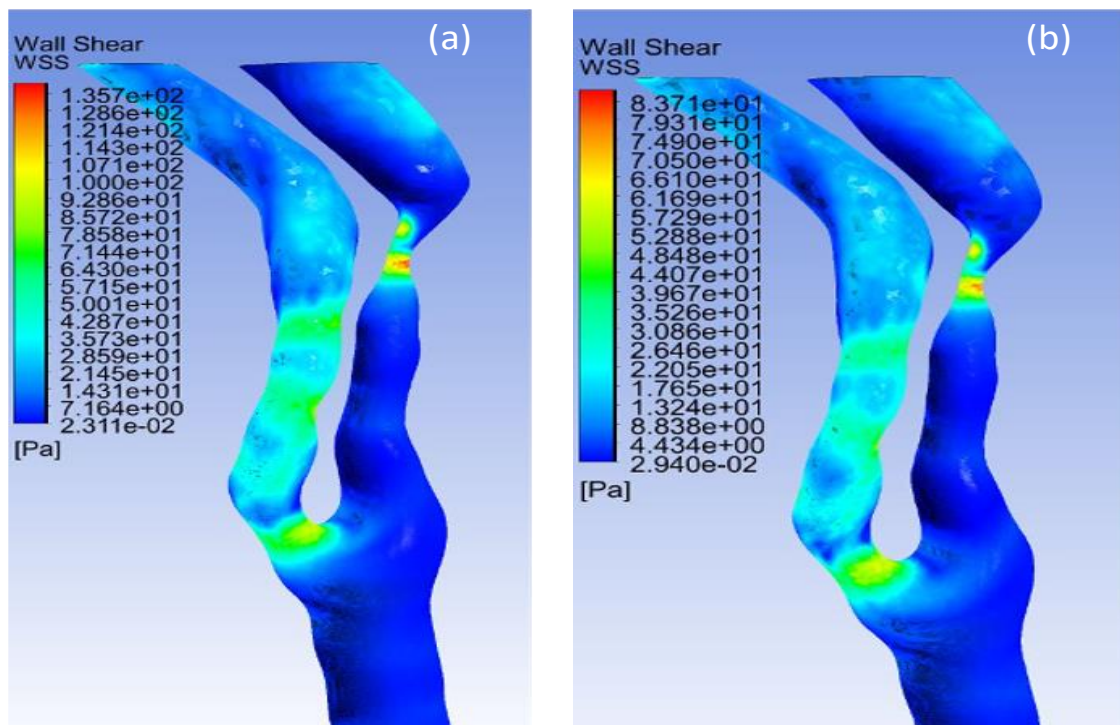 (a)
Wall Shear
WSS
1.357e+02
1.286e+02
1.214e+02
1.143e+02
1.071e+02
1.000e+02
9.286e+01
8.572e+01
7.858e+01
7.144e+01
6.430e+01
5.715e+01
5.001e+01
4.287e+01
3.573e+01
2.859e+01
2.145e+01
1.431e+01
7.164e+00
2.311e-02
[Pa]
(b)
Wall Shear
WSS
8.371e+01
7.931e+01
7.490e+01
7.050e+01
6.610e+01
6.169e+01
5.729e+01
5.288e+01
4.848e+01
4.407e+01
3.967e+01
3.526e+01
3.086e+01
2.646e+01
2.205e+01
1.765e+01
1.324e+01
8.838e+00
4.434e+00
2.940e-02
[Pa]